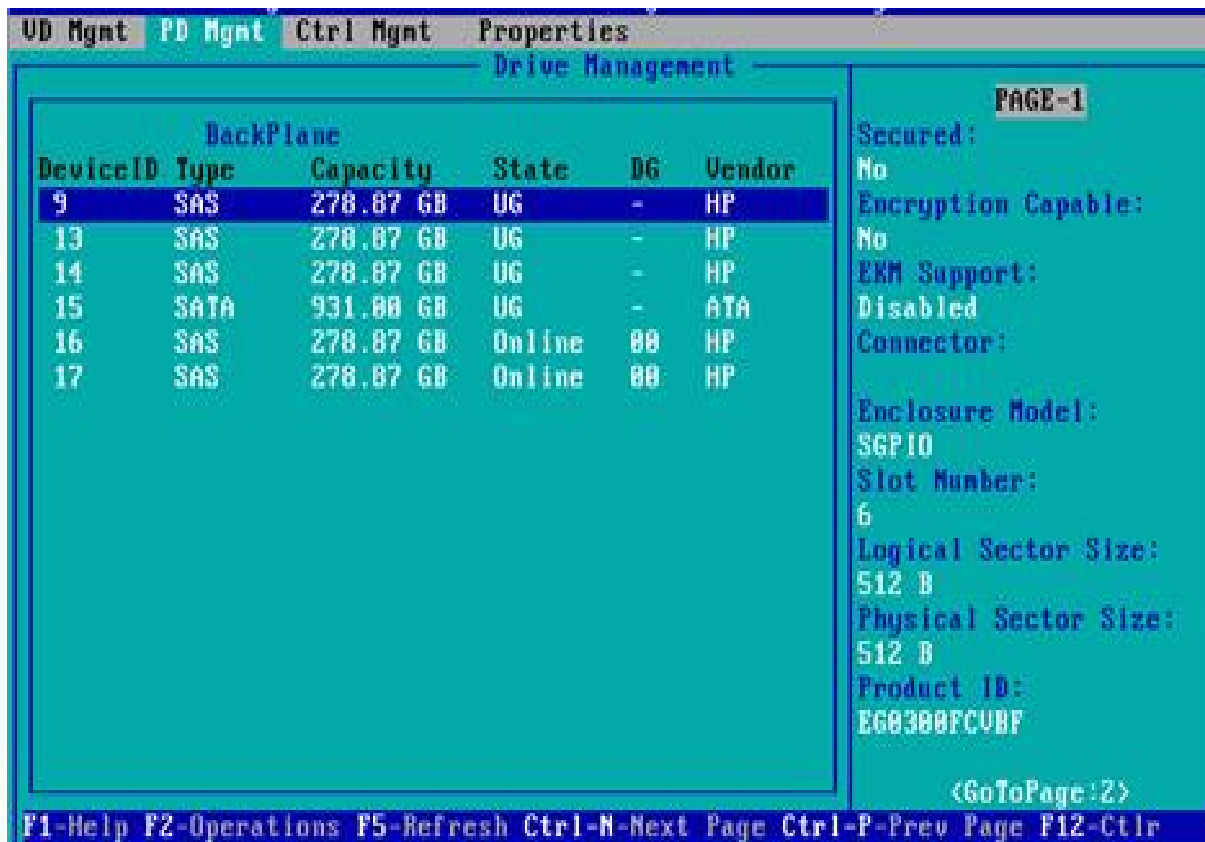 VD Mgmt PD Mgmt Ctrl Mgmt Properties
Drive Management
BackPlane
DeviceID Type Capacity State DG Vendor
9 SAS 278.87 GB UG - HP
13 SAS 278.87 GB UG - HP
14 SAS 278.87 GB UG - HP
15 SATA 931.00 GB UG - ATA
16 SAS 278.87 GB Online 00 HP
17 SAS 278.87 GB Online 00 HP
PAGE-1
Secured:
No
Encryption Capable:
No
EKM Support:
Disabled
Connector:
Enclosure Model:
SGPIO
Slot Number:
6
Logical Sector Size:
512 B
Physical Sector Size:
512 B
Product ID:
EG0300FCVBF
<GoToPage:2>
F1-Help F2-Operations F5-Refresh Ctrl-N-Next Page Ctrl-P-Prev Page F12-Ctlr